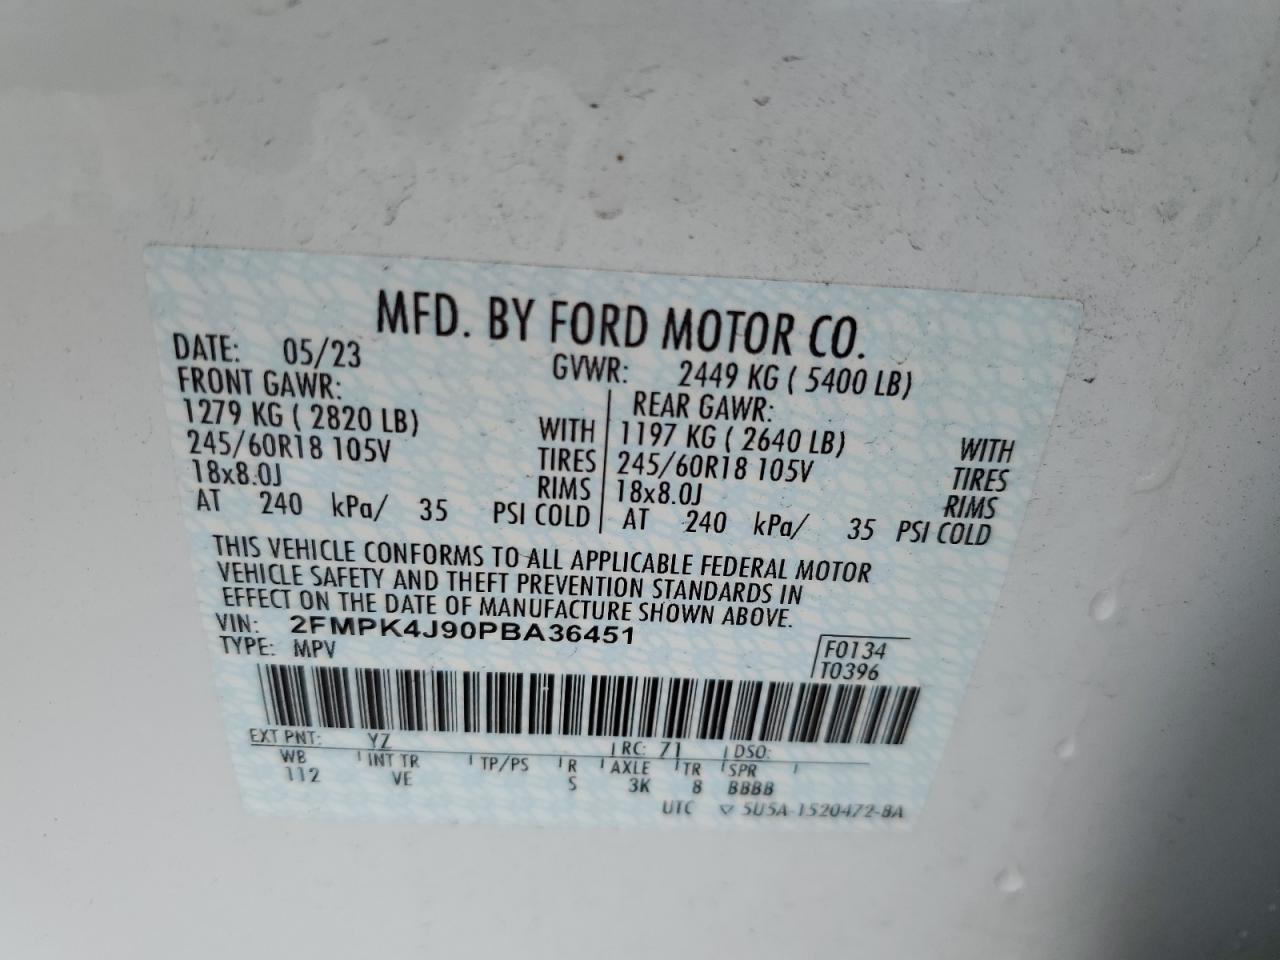 MFD. BY FORD MOTOR CO.
DATE: 05/23 GVWR: 2449 KG ( 5400 LB)
FRONT GAWR: REAR GAWR:
1279 KG ( 2820 LB) WITH 1197 KG ( 2640 LB) WITH
245/60R18 105V TIRES 245/60R18 105V TIRES
18x8.0J RIMS 18x8.0J RIMS
AT 240 kPa/ 35 PSI COLD AT 240 kPa/ 35 PSI COLD
THIS VEHICLE CONFORMS TO ALL APPLICABLE FEDERAL MOTOR
VEHICLE SAFETY AND THEFT PREVENTION STANDARDS IN
EFFECT ON THE DATE OF MANUFACTURE SHOWN ABOVE.
VIN: 2FMPK4J90PBA36451
TYPE: MPV
F0134
T0396
EXT PNT: YZ RC: 71 DSO:
WB INT TR TP/PS R AXLE TR SPR
112 VE S 3K 8 BBBB
UTC ▽ 5U5A-1520472-BA